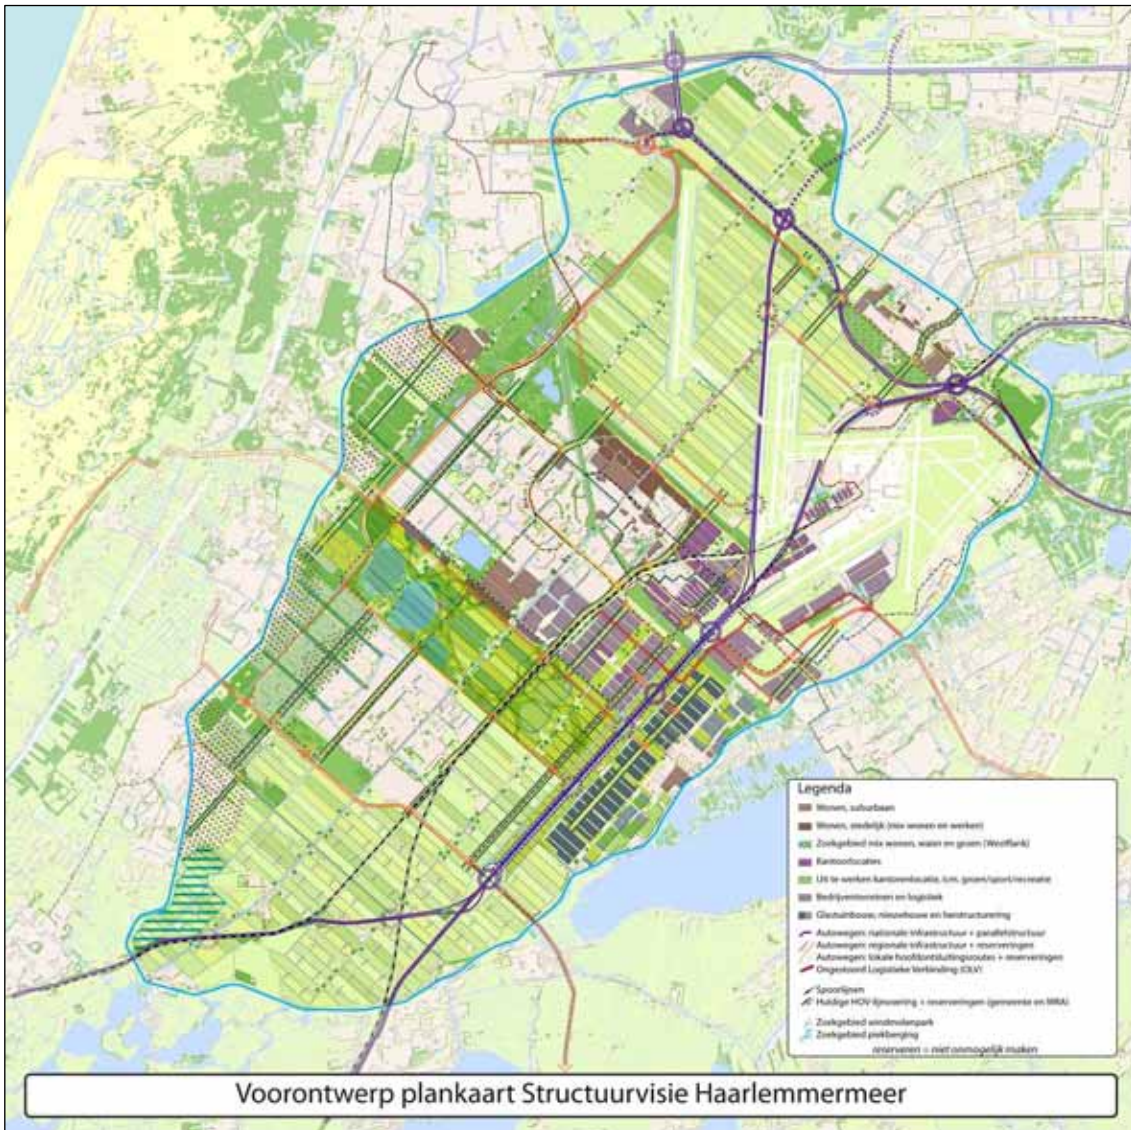 Legenda
Wonen, suburbaan
Wonen, stedelijk (mix wonen en werken)
Zoekgebied mix wonen, water en groen (Westflank)
Kantoorlocaties
Uit te werken kantorenlocatie, i.c.m. groen/sport/recreatie
Bedrijventerreinen en logistiek
Glastuinbouw, nieuwbouw en herstructurering
Autowegen: nationale infrastructuur + parallelstructuur
Autowegen: regionale infrastructuur + reserveringen
Autowegen: lokale hoofdontsluitingsroutes + reserveringen
Ongestoord Logistieke Verbinding (OLV)
Spoorlijnen
Huidige HOV-lijnvoering + reserveringen (gemeente en MRA)
Zoekgebied windmolenpark
Zoekgebied piekberging
reserveren = niet onmogelijk maken
Voorontwerp plankaart Structuurvisie Haarlemmermeer